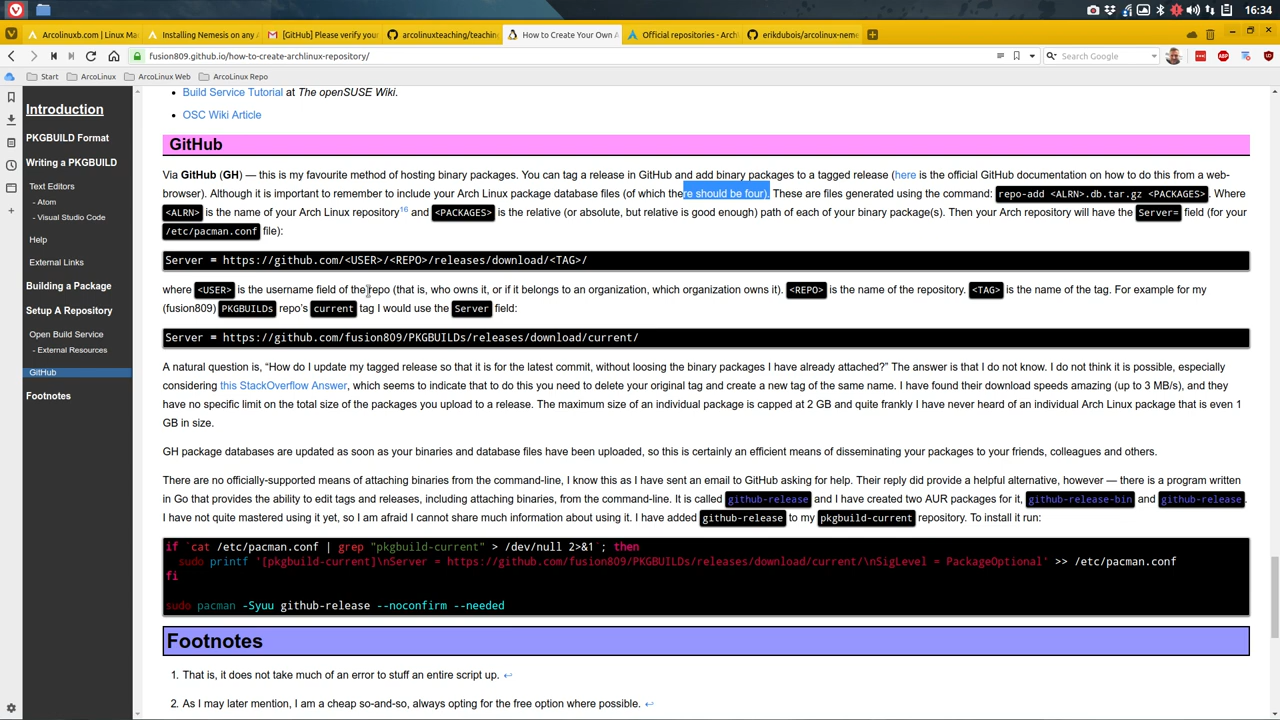 16:34
Arcolinuxb.com | Linux Ma
Installing Nemesis on any A
[GitHub] Please verify your
arcolinuxteaching/teaching
How to Create Your Own A
Official repositories - Arch
erikdubois/arcolinux-nem
fusion809.github.io/how-to-create-archlinux-repository/
Search Google
Start
ArcoLinux
ArcoLinux Web
ArcoLinux Repo
Introduction
PKGBUILD Format
Writing a PKGBUILD
Text Editors
- Atom
- Visual Studio Code
Help
External Links
Building a Package
Setup A Repository
Open Build Service
- External Resources
GitHub
Footnotes
• Build Service Tutorial at The openSUSE Wiki.
• OSC Wiki Article
GitHub
Via GitHub (GH) — this is my favourite method of hosting binary packages. You can tag a release in GitHub and add binary packages to a tagged release (here is the official GitHub documentation on how to do this from a web-
browser). Although it is important to remember to include your Arch Linux package database files (of which there should be four). These are files generated using the command: repo-add <ALRN>.db.tar.gz <PACKAGES>. Where
<ALRN> is the name of your Arch Linux repository16 and <PACKAGES> is the relative (or absolute, but relative is good enough) path of each of your binary package(s). Then your Arch repository will have the Server= field (for your
/etc/pacman.conf file):
Server = https://github.com/<USER>/<REPO>/releases/download/<TAG>/
where <USER> is the username field of the repo (that is, who owns it, or if it belongs to an organization, which organization owns it). <REPO> is the name of the repository. <TAG> is the name of the tag. For example for my
(fusion809) PKGBUILDs repo's current tag I would use the Server field:
Server = https://github.com/fusion809/PKGBUILDs/releases/download/current/
A natural question is, “How do I update my tagged release so that it is for the latest commit, without loosing the binary packages I have already attached?” The answer is that I do not know. I do not think it is possible, especially
considering this StackOverflow Answer, which seems to indicate that to do this you need to delete your original tag and create a new tag of the same name. I have found their download speeds amazing (up to 3 MB/s), and they
have no specific limit on the total size of the packages you upload to a release. The maximum size of an individual package is capped at 2 GB and quite frankly I have never heard of an individual Arch Linux package that is even 1
GB in size.
GH package databases are updated as soon as your binaries and database files have been uploaded, so this is certainly an efficient means of disseminating your packages to your friends, colleagues and others.
There are no officially-supported means of attaching binaries from the command-line, I know this as I have sent an email to GitHub asking for help. Their reply did provide a helpful alternative, however — there is a program written
in Go that provides the ability to edit tags and releases, including attaching binaries, from the command-line. It is called github-release and I have created two AUR packages for it, github-release-bin and github-release.
I have not quite mastered using it yet, so I am afraid I cannot share much information about using it. I have added github-release to my pkgbuild-current repository. To install it run:
if `cat /etc/pacman.conf | grep "pkgbuild-current" > /dev/null 2>&1`; then
sudo printf '[pkgbuild-current]\nServer = https://github.com/fusion809/PKGBUILDs/releases/download/current/\nSigLevel = PackageOptional' >> /etc/pacman.conf
fi
sudo pacman -Syuu github-release --noconfirm --needed
Footnotes
1. That is, it does not take much of an error to stuff an entire script up. ↩
2. As I may later mention, I am a cheap so-and-so, always opting for the free option where possible. ↩